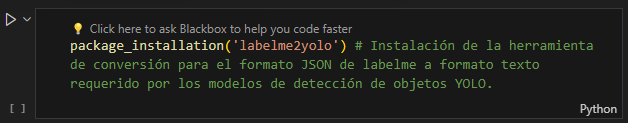 Click here to ask Blackbox to help you code faster
package_installation('labelme2yolo') # Instalación de la herramienta
de conversión para el formato JSON de labelme a formato texto
requerido por los modelos de detección de objetos YOLO.
[ ]
Python